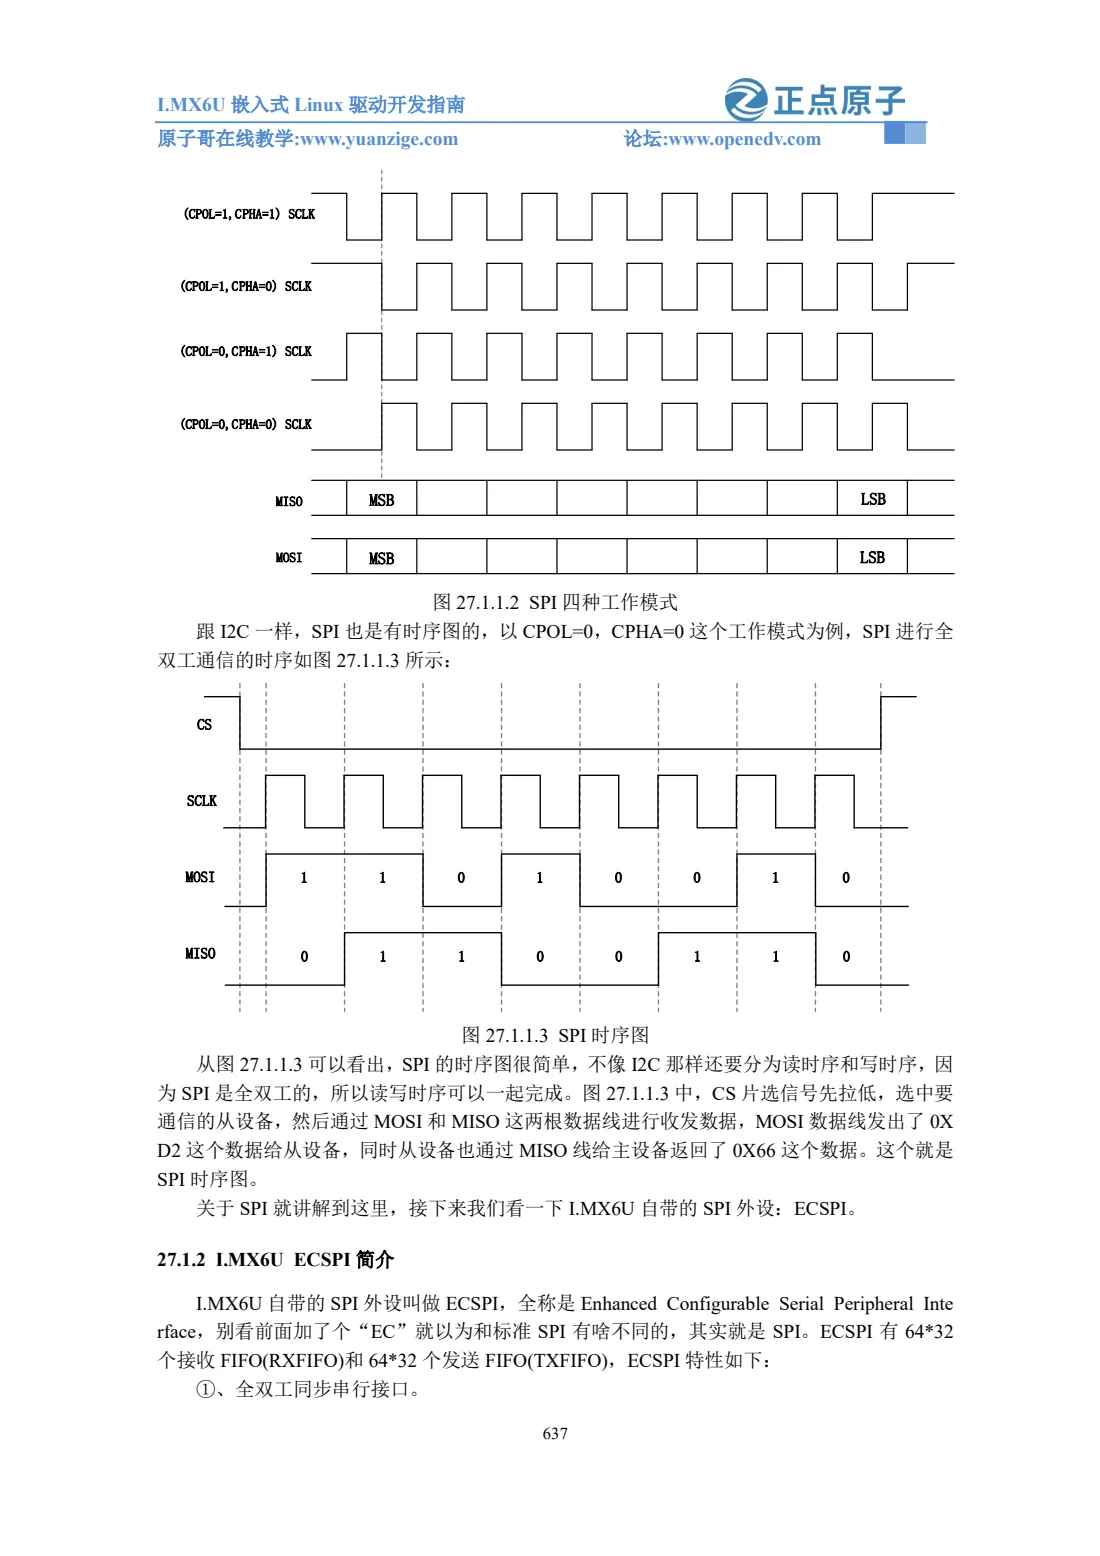 I.MX6U 嵌入式 Linux 驱动开发指南
正点原子
原子哥在线教学:www.yuanzige.com 论坛:www.openedv.com
(CPOL=1,CPHA=1) SCLK
(CPOL=1,CPHA=0) SCLK
(CPOL=0,CPHA=1) SCLK
(CPOL=0,CPHA=0) SCLK
MISO MSB LSB
MOSI MSB LSB
图 27.1.1.2 SPI 四种工作模式
跟 I2C 一样，SPI 也是有时序图的，以 CPOL=0，CPHA=0 这个工作模式为例，SPI 进行全
双工通信的时序如图 27.1.1.3 所示：
CS
SCLK
MOSI 1 1 0 1 0 0 1 0
MISO 0 1 1 0 0 1 1 0
图 27.1.1.3 SPI 时序图
从图 27.1.1.3 可以看出，SPI 的时序图很简单，不像 I2C 那样还要分为读时序和写时序，因
为 SPI 是全双工的，所以读写时序可以一起完成。图 27.1.1.3 中，CS 片选信号先拉低，选中要
通信的从设备，然后通过 MOSI 和 MISO 这两根数据线进行收发数据，MOSI 数据线发出了 0X
D2 这个数据给从设备，同时从设备也通过 MISO 线给主设备返回了 0X66 这个数据。这个就是
SPI 时序图。
关于 SPI 就讲解到这里，接下来我们看一下 I.MX6U 自带的 SPI 外设：ECSPI。
27.1.2 I.MX6U ECSPI 简介
I.MX6U 自带的 SPI 外设叫做 ECSPI，全称是 Enhanced Configurable Serial Peripheral Inte
rface，别看前面加了个“EC”就以为和标准 SPI 有啥不同的，其实就是 SPI。ECSPI 有 64*32
个接收 FIFO(RXFIFO)和 64*32 个发送 FIFO(TXFIFO)，ECSPI 特性如下：
①、全双工同步串行接口。
637